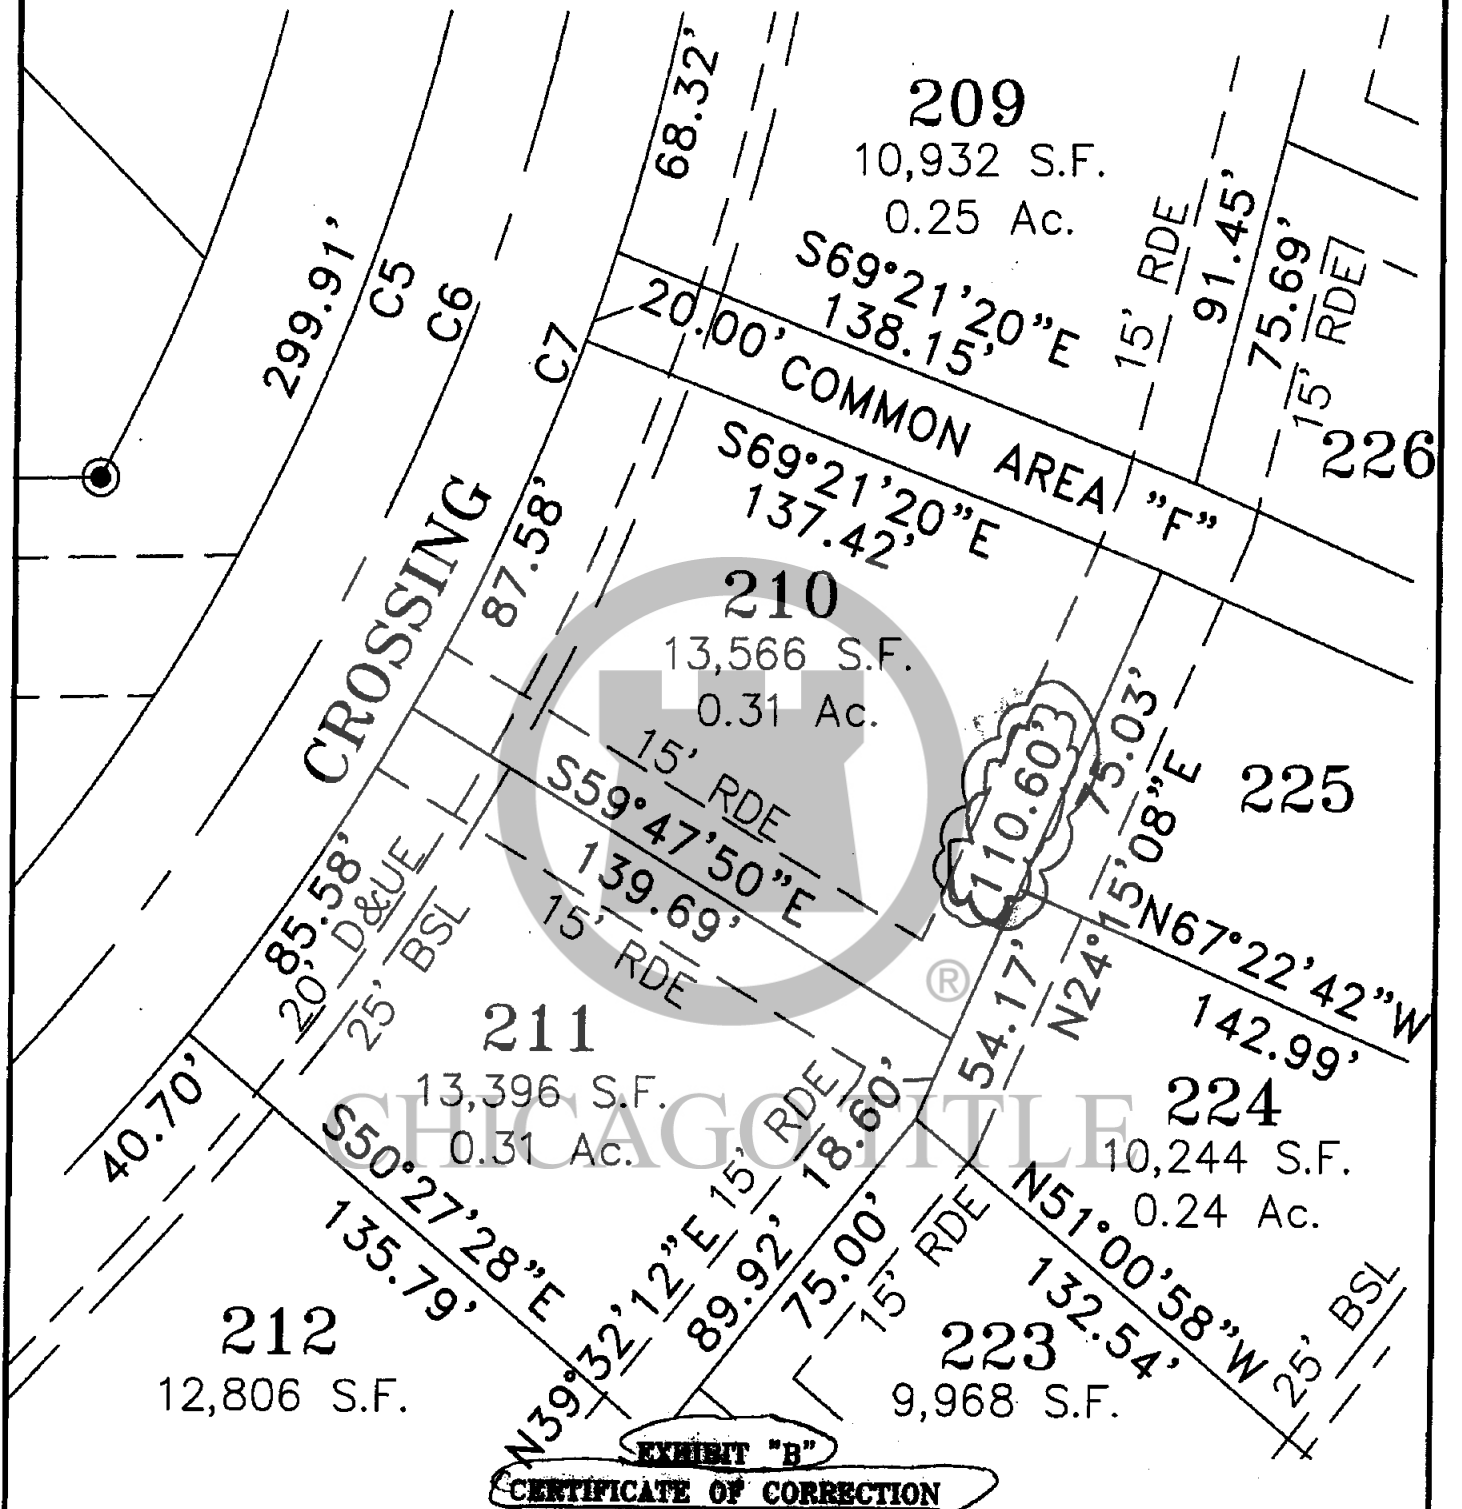 68.32'
209
10,932 S.F.
0.25 Ac.
S69°21'20"E
138.15'
15' RDE
91.45'
75.69'
15' RDE
15'
226
299.91'
C5
C6
C7
20.00' COMMON AREA "F"
S69°21'20"E
137.42'
CROSSING
87.58'
210
13,566 S.F.
0.31 Ac.
15' RDE
S59°47'50"E
139.69'
15' RDE
110.60'
75.03'
N24°15'08"E
225
N67°22'42"W
142.99'
85.58'
20' D&UE
25' BSL
54.17'
®
211
13,396 S.F.
0.31 Ac.
CHICAGO TITLE
15' RDE
18.60'
224
10,244 S.F.
0.24 Ac.
40.70'
S50°27'28"E
135.79'
N39°32'12"E
89.92'
75.00'
15' RDE
N51°00'58"W
132.54'
25' BSL
212
12,806 S.F.
223
9,968 S.F.
EXHIBIT "B"
CERTIFICATE OF CORRECTION